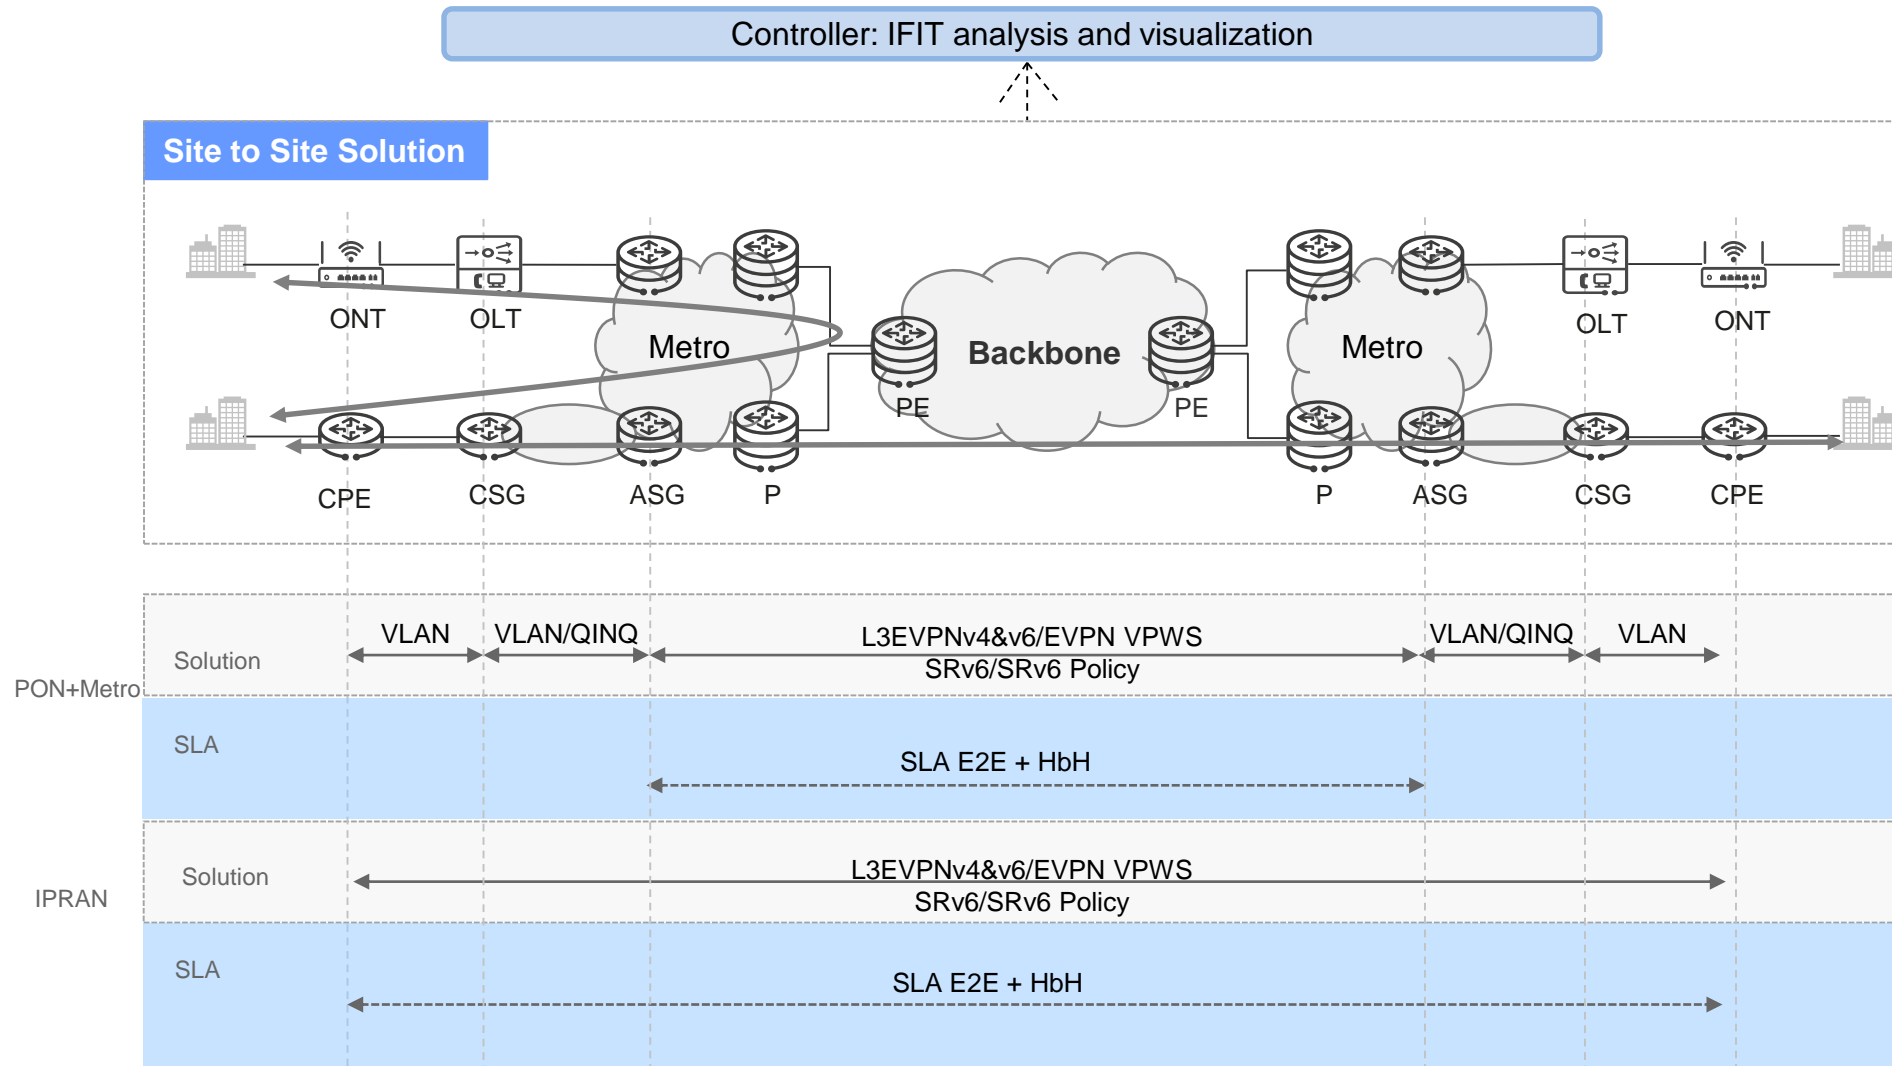 Controller: IFIT analysis and visualization
Site to Site Solution
ONT
OLT
Metro
Backbone
Metro
OLT
ONT
PE
PE
CPE
CSG
ASG
P
P
ASG
CSG
CPE
PON+Metro
Solution
VLAN
VLAN/QINQ
L3EVPNv4&v6/EVPN VPWS
SRv6/SRv6 Policy
VLAN/QINQ
VLAN
SLA
SLA E2E + HbH
IPRAN
Solution
L3EVPNv4&v6/EVPN VPWS
SRv6/SRv6 Policy
SLA
SLA E2E + HbH